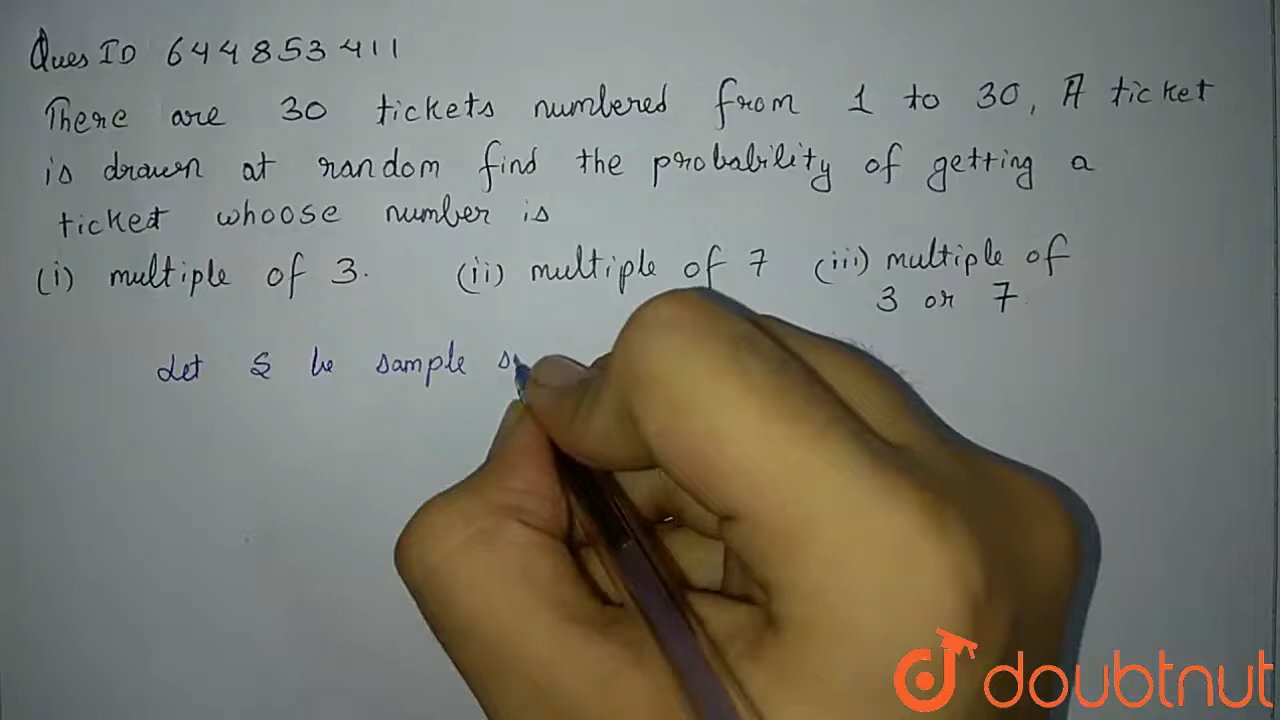 Ques ID 644853411
There are 30 tickets numbered from 1 to 30, A ticket
is drawn at random find the probability of getting a
ticket whoose number is
(i) multiple of 3. (ii) multiple of 7 (iii) multiple of
3 or 7.
Let S be sample s
doubtnut